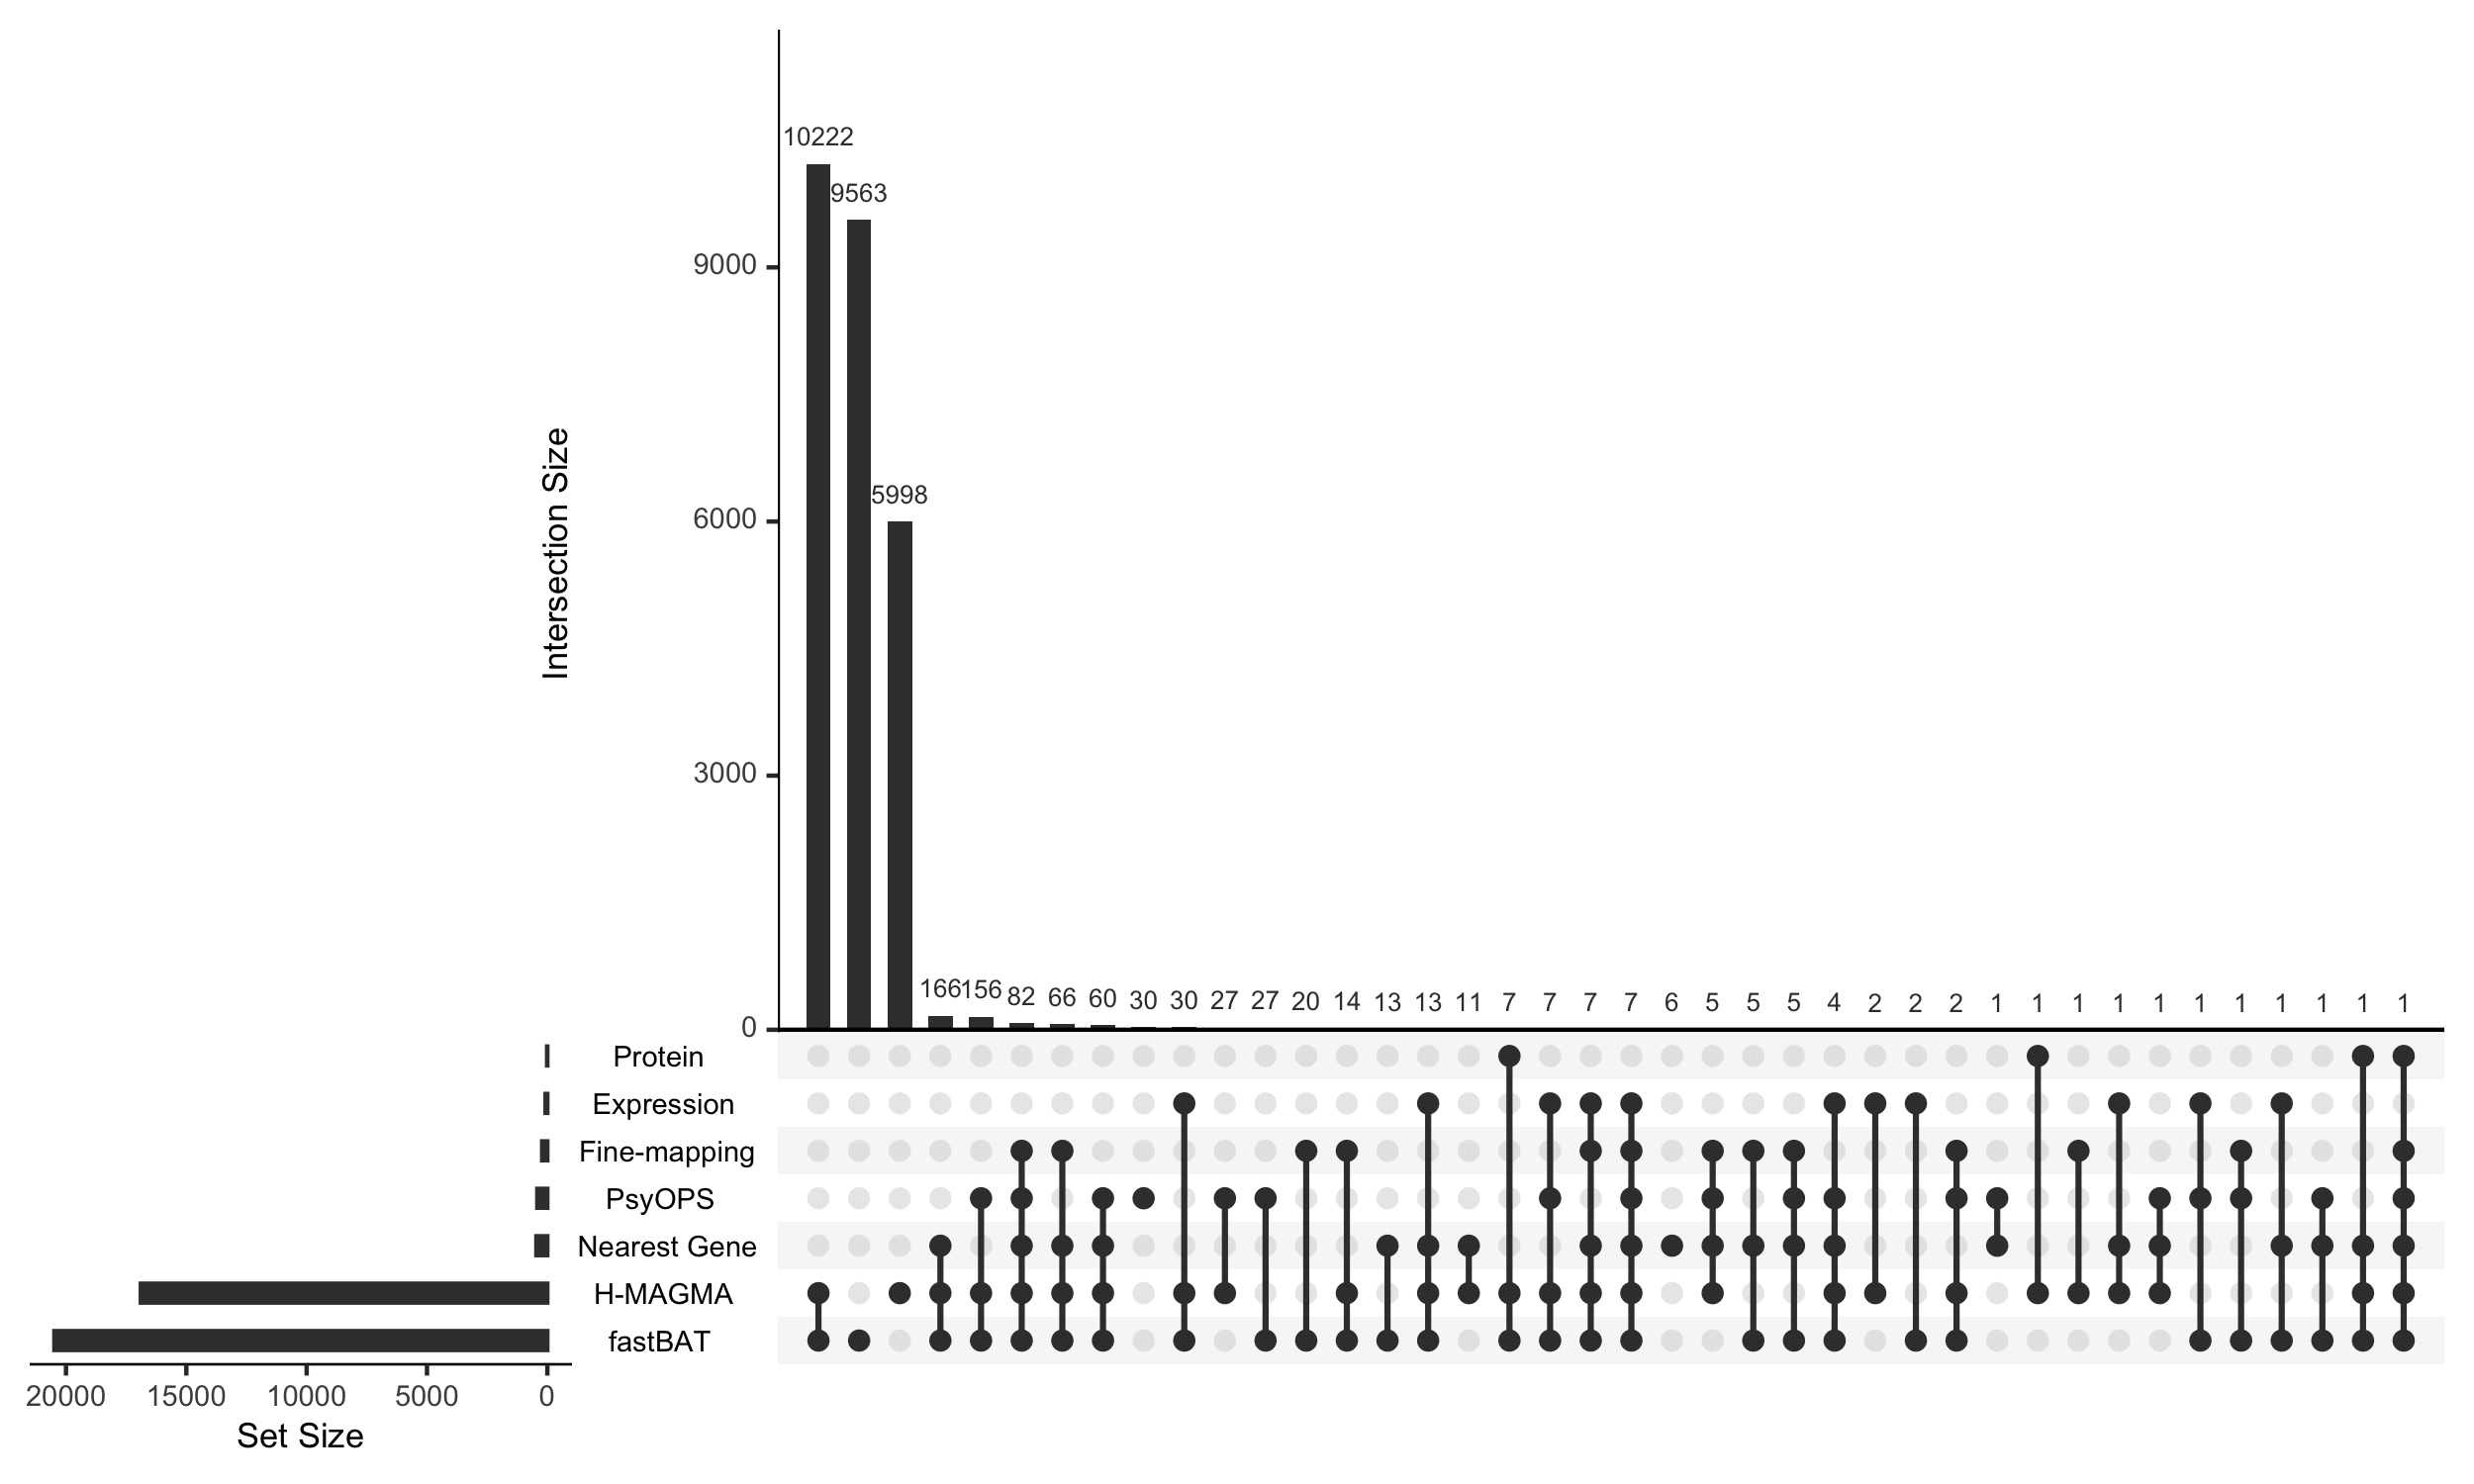 10222
9563
5998
166 156 82 66 60 30 30 27 27 20 14 13 13 11 7 7 7 7 6 5 5 5 4 2 2 2 1 1 1 1 1 1 1 1 1 1 1
9000
6000
3000
0
Intersection Size
Protein
Expression
Fine-mapping
PsyOPS
Nearest Gene
H-MAGMA
fastBAT
20000 15000 10000 5000 0
Set Size